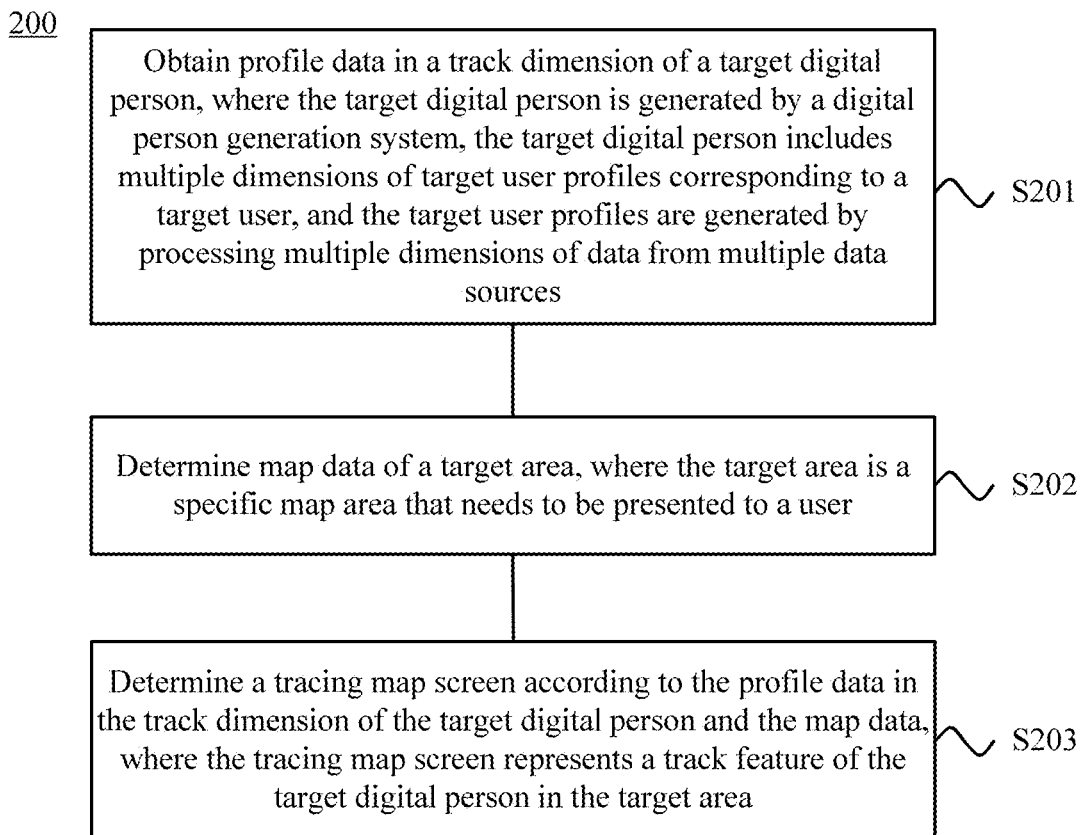 200
Obtain profile data in a track dimension of a target digital
person, where the target digital person is generated by a digital
person generation system, the target digital person includes
multiple dimensions of target user profiles corresponding to a
target user, and the target user profiles are generated by
processing multiple dimensions of data from multiple data
sources
S201
Determine map data of a target area, where the target area is a
specific map area that needs to be presented to a user
S202
Determine a tracing map screen according to the profile data in
the track dimension of the target digital person and the map data,
where the tracing map screen represents a track feature of the
target digital person in the target area
S203